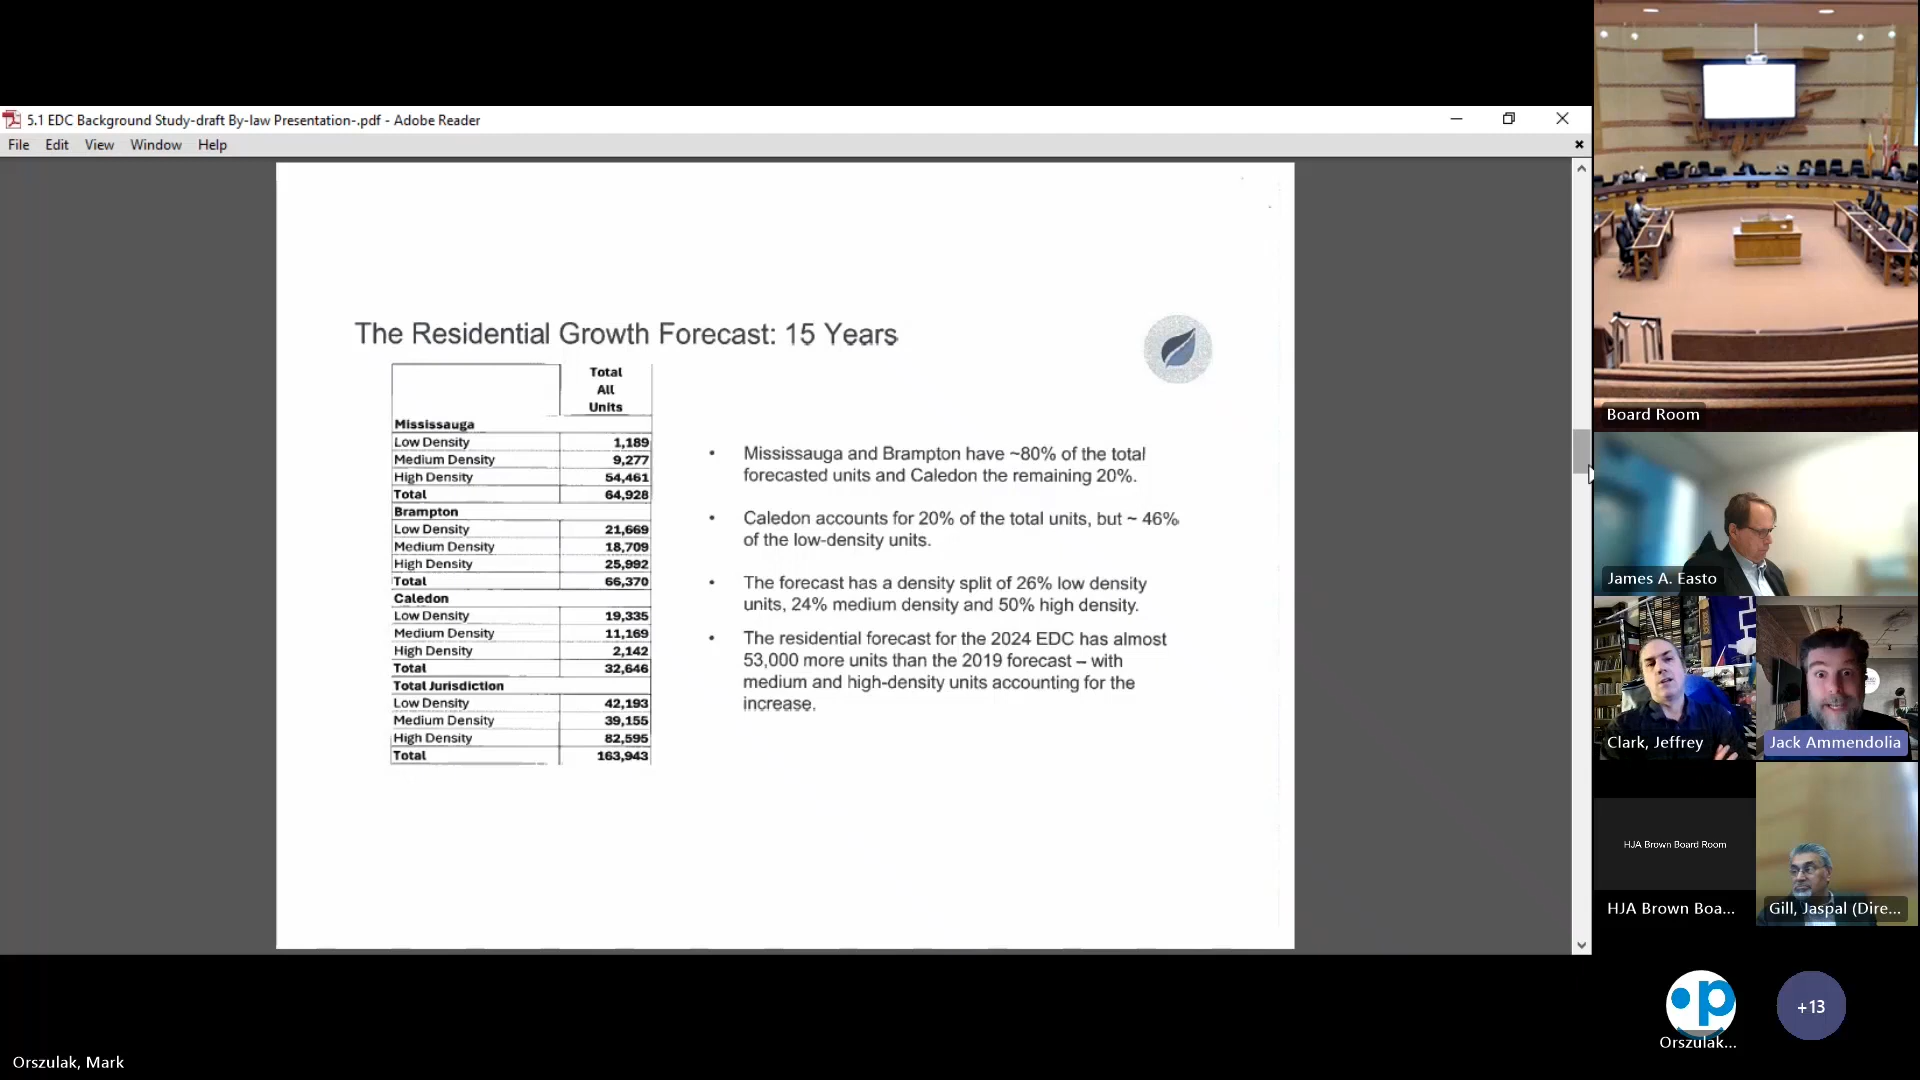 5.1 EDC Background Study-draft By-law Presentation-.pdf - Adobe Reader
File Edit View Window Help
The Residential Growth Forecast: 15 Years
Total
All
Units
Mississauga
Low Density 1,189
Medium Density 9,277
High Density 54,461
Total 64,928
Brampton
Low Density 21,669
Medium Density 18,709
High Density 25,992
Total 66,370
Caledon
Low Density 19,335
Medium Density 11,169
High Density 2,142
Total 32,646
Total Jurisdiction
Low Density 42,193
Medium Density 39,155
High Density 82,595
Total 163,943
• Mississauga and Brampton have ~80% of the total
forecasted units and Caledon the remaining 20%.
• Caledon accounts for 20% of the total units, but ~ 46%
of the low-density units.
• The forecast has a density split of 26% low density
units, 24% medium density and 50% high density.
• The residential forecast for the 2024 EDC has almost
53,000 more units than the 2019 forecast – with
medium and high-density units accounting for the
increase.
Board Room
James A. Easto
Clark, Jeffrey
Jack Ammendolia
HJA Brown Board Room
HJA Brown Boa...
Gill, Jaspal (Dire...
p
Orszulak...
+13
Orszulak, Mark